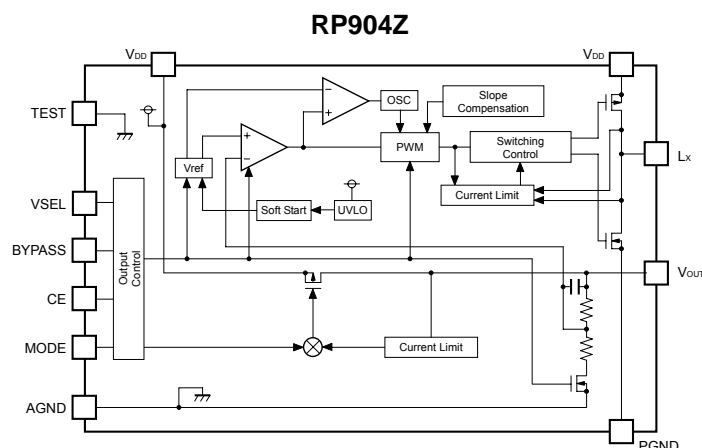 RP904Z
VDD
VDD
TEST
OSC
Slope
Compensation
Vref
PWM
Switching
Control
LX
VSEL
Soft Start
UVLO
Current Limit
BYPASS
Output
Control
VOUT
CE
MODE
Current Limit
AGND
PGND